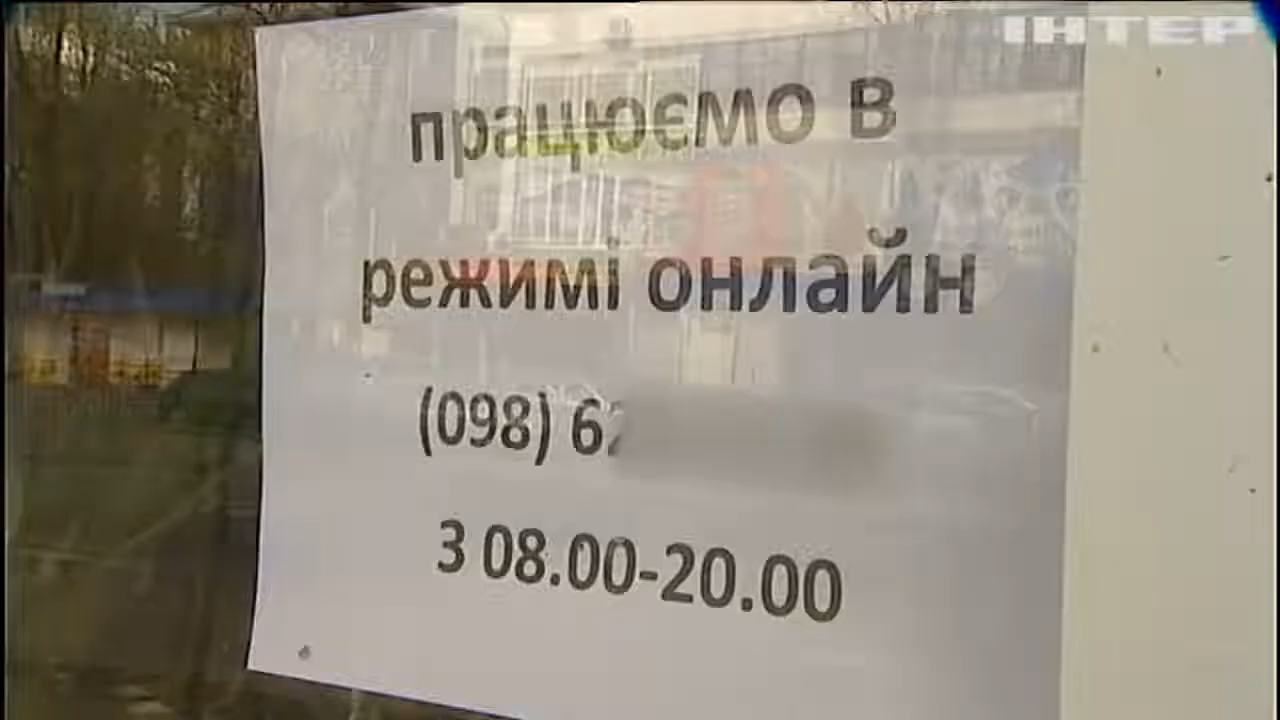 ІНТЕР
працюємо в
режимі онлайн
(098) 6
З 08.00-20.00